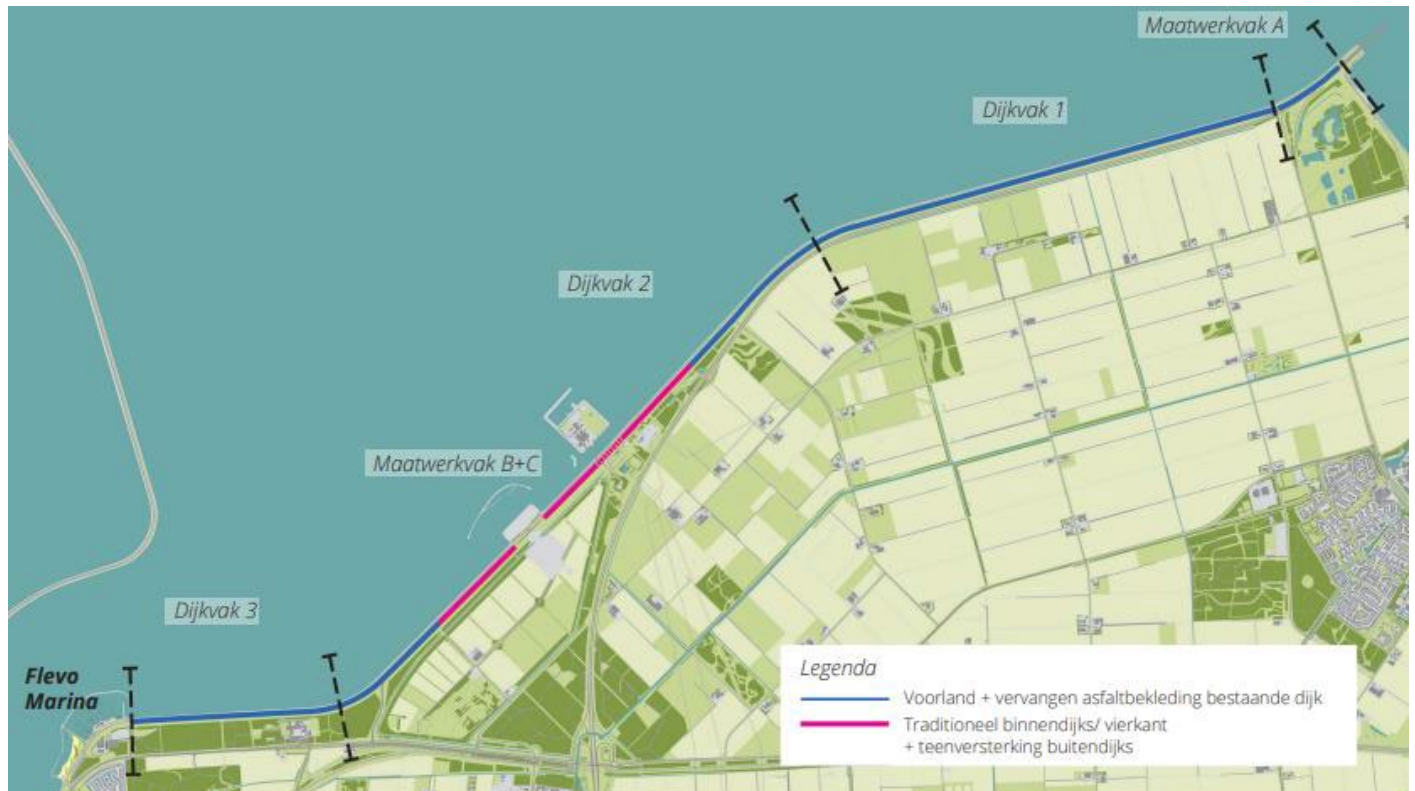 Maatwerkvak A
Dijkvak 1
Dijkvak 2
Maatwerkvak B+C
Dijkvak 3
Flevo
Marina
Legenda
Voorland + vervangen asfaltbekleding bestaande dijk
Traditioneel binnendijks/ vierkant
+ teenversterking buitendijks